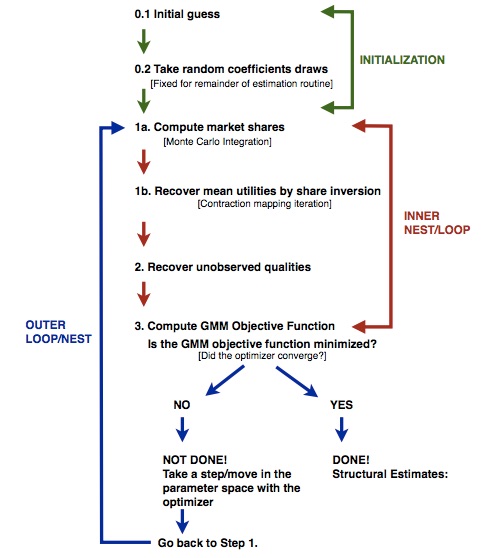 0.1 Initial guess
INITIALIZATION
0.2 Take random coefficients draws
[Fixed for remainder of estimation routine]
1a. Compute market shares
[Monte Carlo Integration]
1b. Recover mean utilities by share inversion
[Contraction mapping iteration]
INNER
NEST/LOOP
2. Recover unobserved qualities
OUTER
LOOP/NEST
3. Compute GMM Objective Function
Is the GMM objective function minimized?
[Did the optimizer converge?]
NO
YES
NOT DONE!
Take a step/move in the
parameter space with the
optimizer
DONE!
Structural Estimates:
Go back to Step 1.